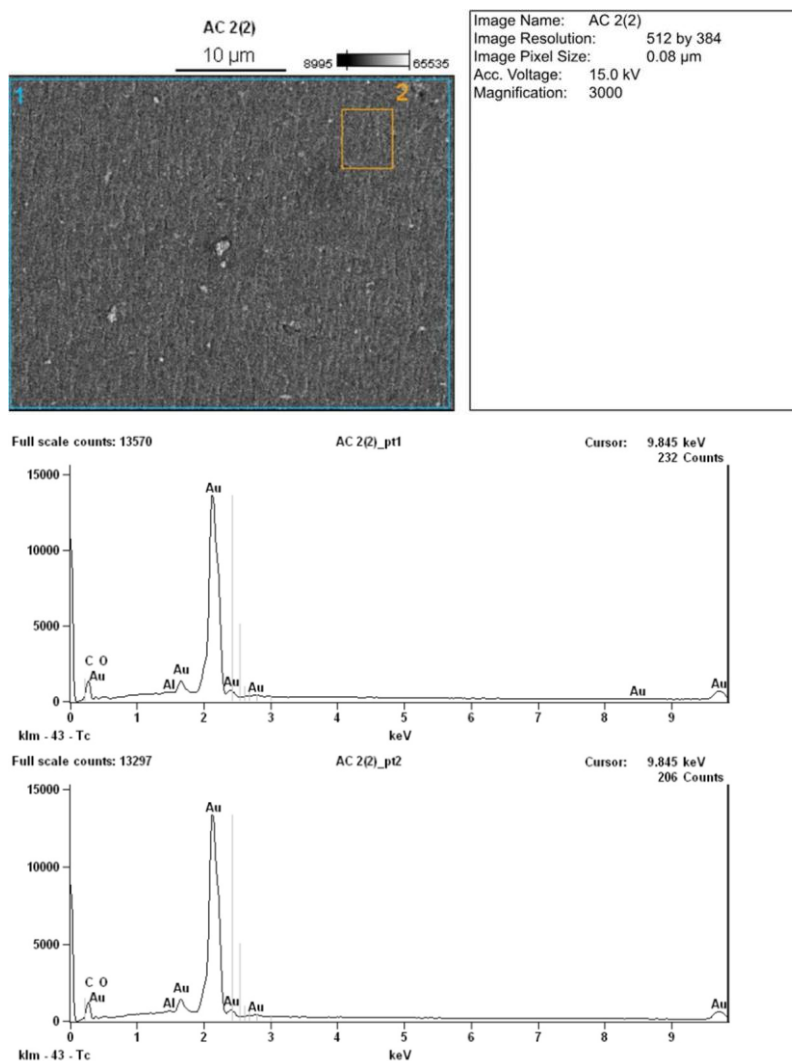 AC 2(2)
10 µm
8995 65535
1
2
Image Name: AC 2(2)
Image Resolution: 512 by 384
Image Pixel Size: 0.08 µm
Acc. Voltage: 15.0 kV
Magnification: 3000
Full scale counts: 13570 AC 2(2)_pt1 Cursor: 9.845 keV
232 Counts
15000
Au
10000
5000
C O
Au Al Au Au Au Au Au
0
0 1 2 3 4 5 6 7 8 9
klm - 43 - Tc keV
Full scale counts: 13297 AC 2(2)_pt2 Cursor: 9.845 keV
206 Counts
15000
Au
10000
5000
C O
Au Al Au Au Au Au
0
0 1 2 3 4 5 6 7 8 9
klm - 43 - Tc keV